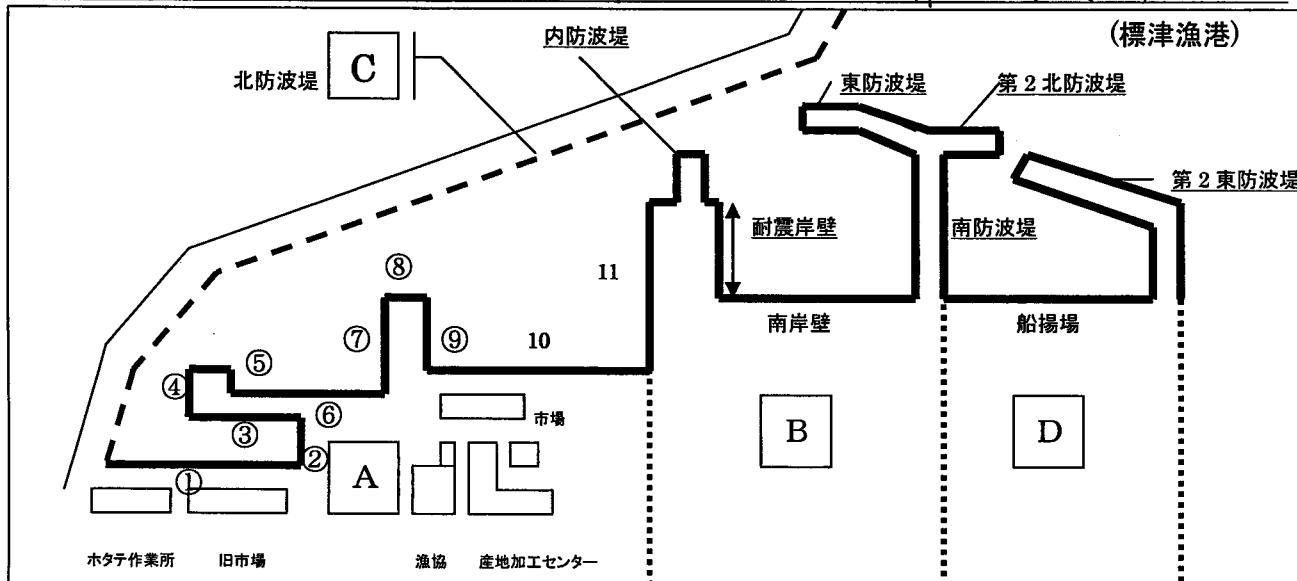 (標津漁港)
内防波堤
北防波堤
C
東防波堤
第2北防波堤
第2東防波堤
耐震岸壁
南防波堤
⑧
11
⑦
⑨
10
南岸壁
船揚場
⑤
④
⑥
③
市場
B
D
②
A
①
ホタテ作業所
旧市場
漁協
産地加工センター